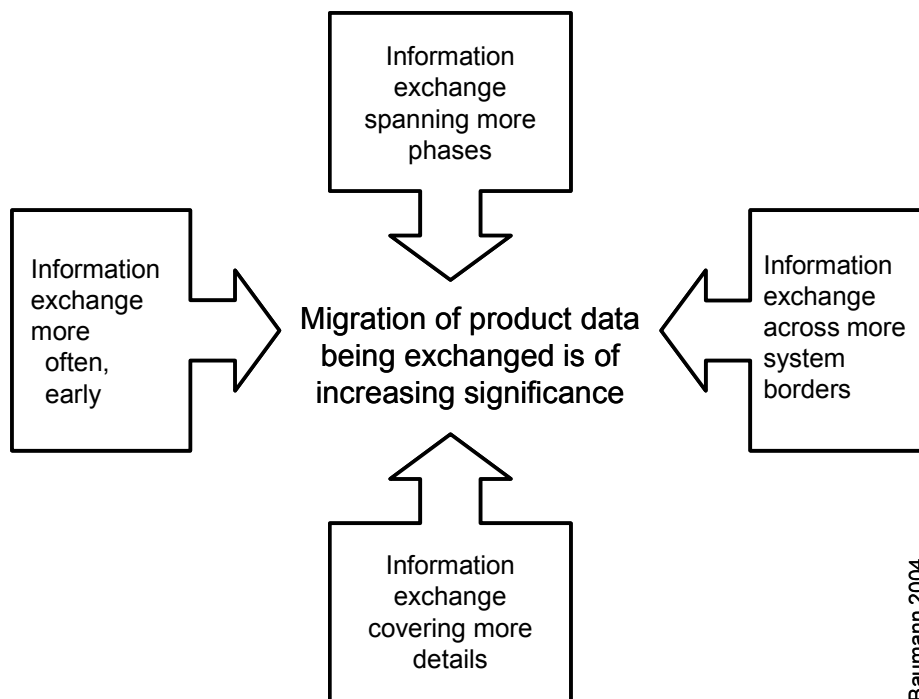 Information
exchange
spanning more
phases
Information
exchange
more
often,
early
Migration of product data
being exchanged is of
increasing significance
Information
exchange
across more
system
borders
Information
exchange
covering more
details
Baumann 2004